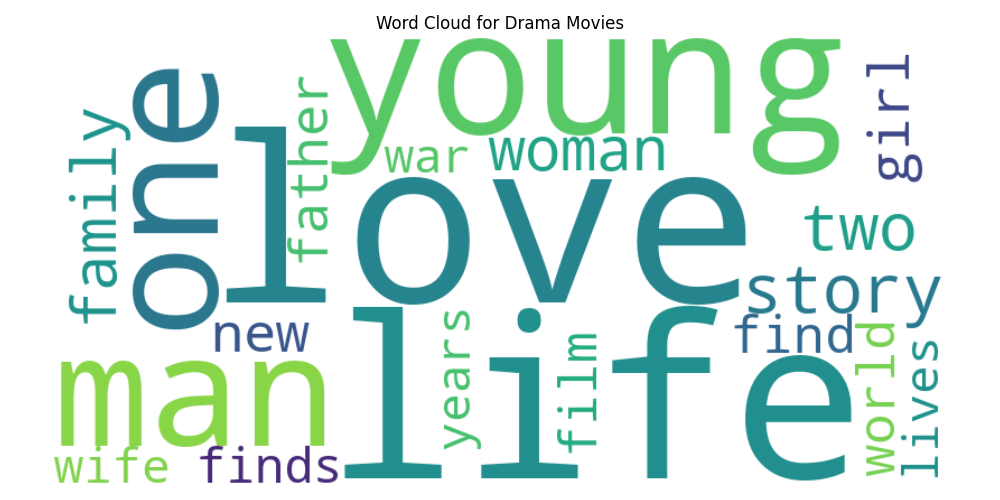 Word Cloud for Drama Movies
young
girl
one
family
father
war
woman
love
two
story
new
find
man
life
years
film
world
lives
wife
finds